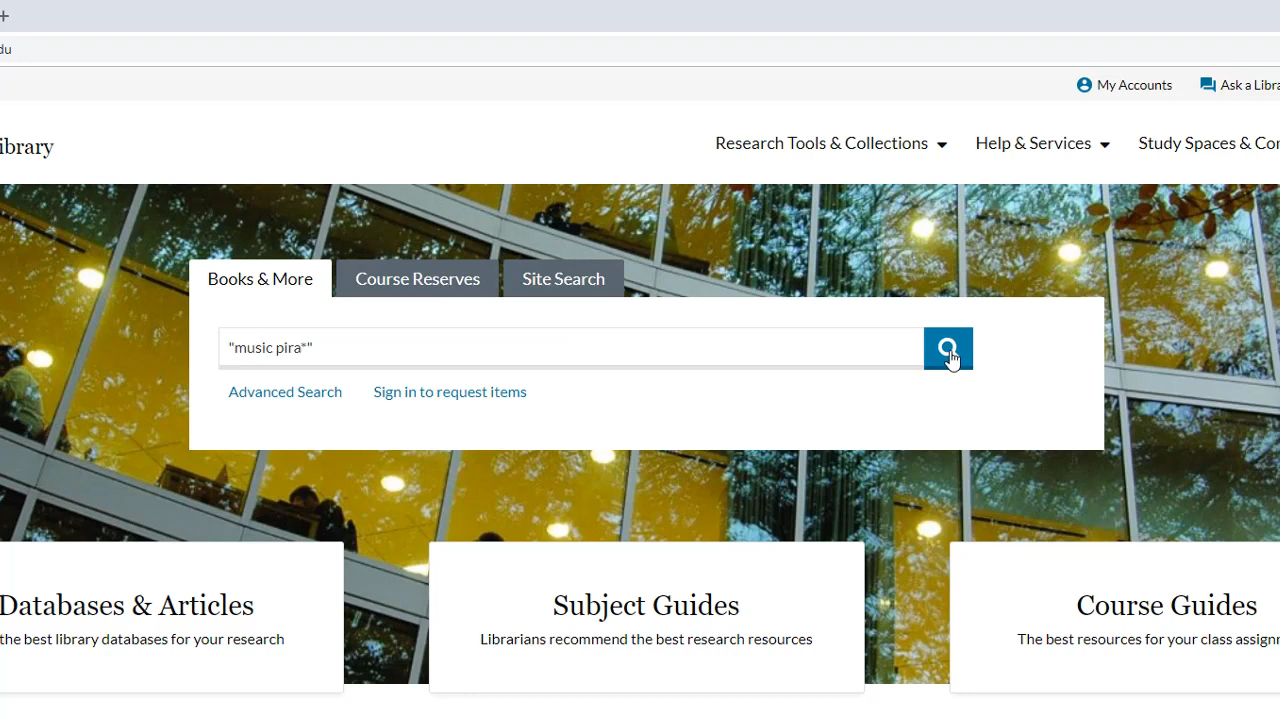 du
My Accounts
Ask a Libra
ibrary
Research Tools & Collections
Help & Services
Study Spaces & Co
Books & More
Course Reserves
Site Search
"music pira*"
Advanced Search
Sign in to request items
Databases & Articles
the best library databases for your research
Subject Guides
Librarians recommend the best research resources
Course Guides
The best resources for your class assign